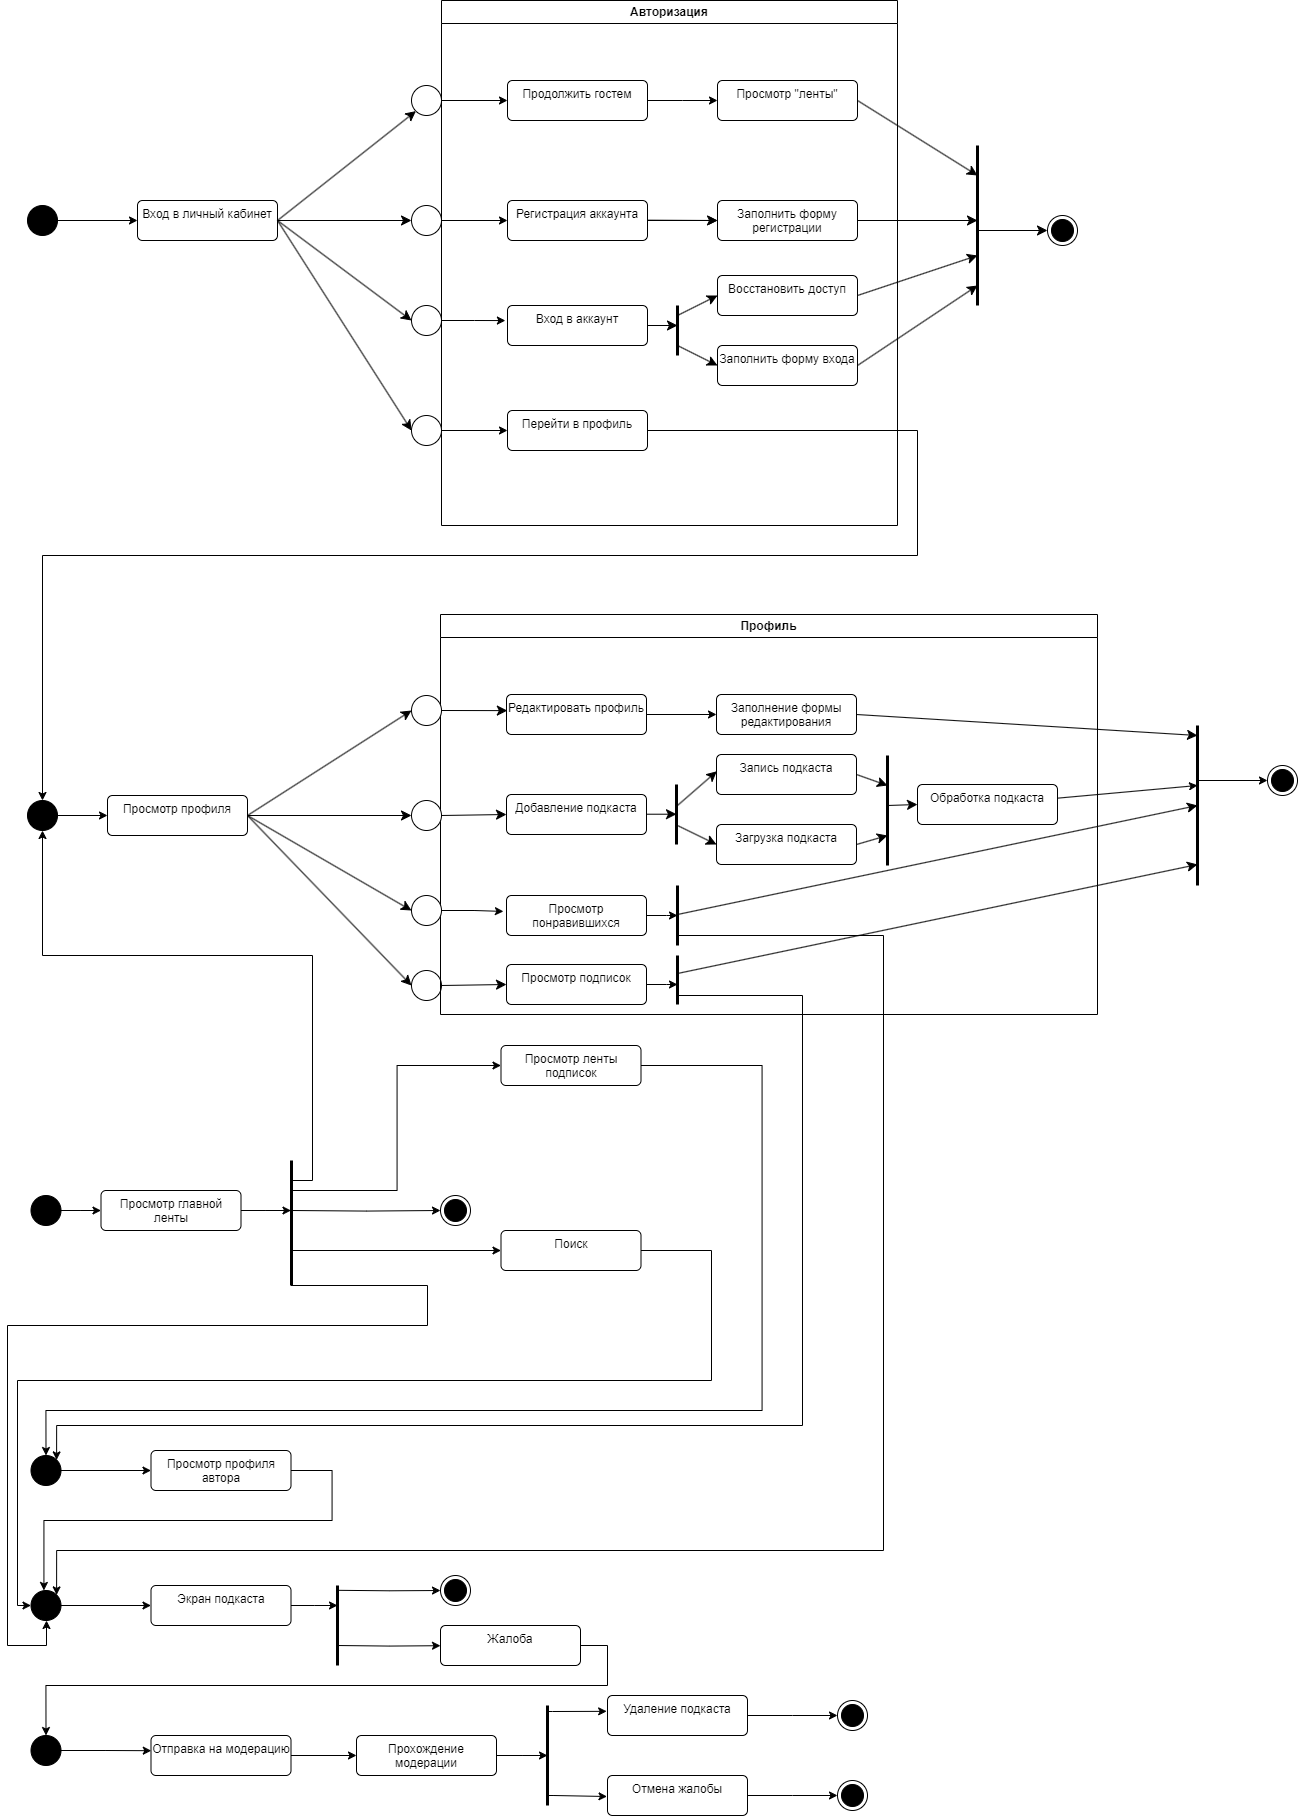 Авторизация
Продолжить гостем
Просмотр "ленты"
Вход в личный кабинет
Регистрация аккаунта
Заполнить форму
регистрации
Восстановить доступ
Вход в аккаунт
Заполнить форму входа
Перейти в профиль
Профиль
Редактировать профиль
Заполнение формы
редактирования
Запись подкаста
Просмотр профиля
Добавление подкаста
Обработка подкаста
Загрузка подкаста
Просмотр
понравившихся
Просмотр подписок
Просмотр ленты
подписок
Просмотр главной
ленты
Поиск
Просмотр профиля
автора
Экран подкаста
Жалоба
Удаление подкаста
Отправка на модерацию
Прохождение
модерации
Отмена жалобы